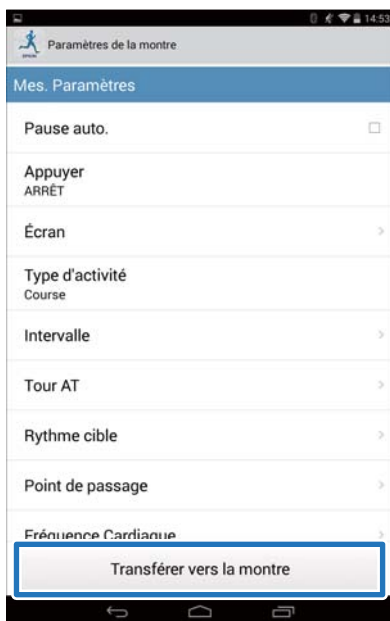 14:53
EPSON
Paramètres de la montre
Mes. Paramètres
Pause auto.
Appuyer
ARRÊT
Écran
Type d'activité
Course
Intervalle
Tour AT
Rythme cible
Point de passage
Fréquence Cardiaque
Transférer vers la montre